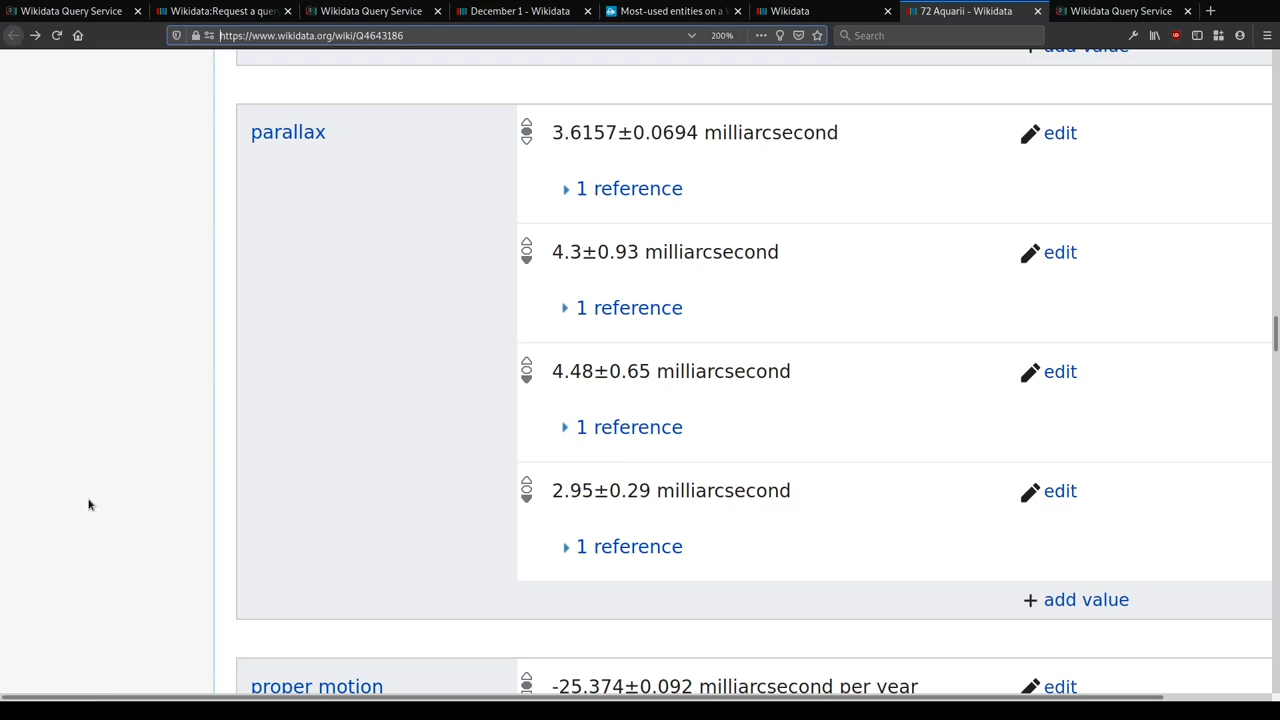 Wikidata Query Service
Wikidata:Request a quer
Wikidata Query Service
December 1 - Wikidata
Most-used entities on a V
Wikidata
72 Aquarii - Wikidata
Wikidata Query Service
https://www.wikidata.org/wiki/Q4643186
200%
Search
+ add value
parallax
3.6157±0.0694 milliarcsecond
edit
1 reference
4.3±0.93 milliarcsecond
edit
1 reference
4.48±0.65 milliarcsecond
edit
1 reference
2.95±0.29 milliarcsecond
edit
1 reference
+ add value
proper motion
-25.374±0.092 milliarcsecond per year
edit